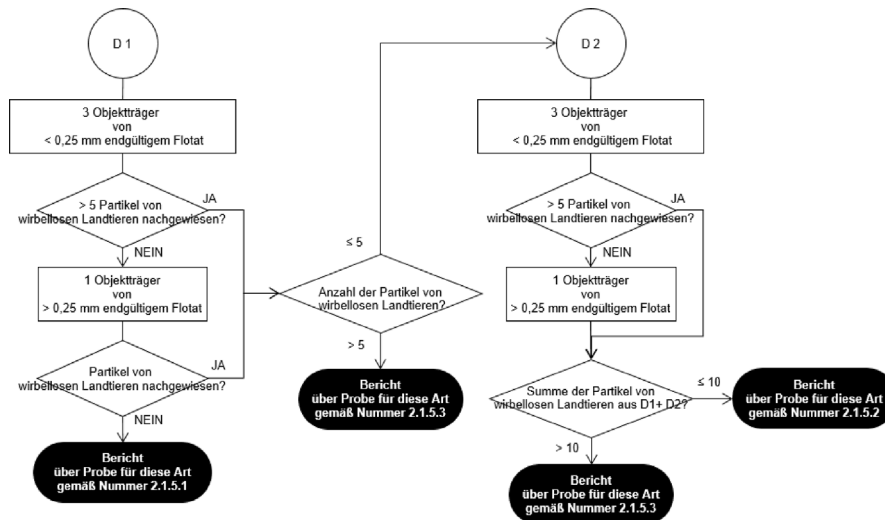 D 1
3 Objektträger
von
< 0,25 mm endgültigem Flotat
> 5 Partikel von
wirbellosen Landtieren nachgewiesen?
JA
NEIN
1 Objektträger
von
> 0,25 mm endgültigem Flotat
Partikel von
wirbellosen Landtieren nachgewiesen?
JA
NEIN
Bericht
über Probe für diese Art
gemäß Nummer 2.1.5.1
≤ 5
Anzahl der Partikel von
wirbellosen Landtieren?
> 5
Bericht
über Probe für diese Art
gemäß Nummer 2.1.5.3
D 2
3 Objektträger
von
< 0,25 mm endgültigem Flotat
> 5 Partikel von
wirbellosen Landtieren nachgewiesen?
JA
NEIN
1 Objektträger
von
> 0,25 mm endgültigem Flotat
Summe der Partikel von
wirbellosen Landtieren aus D1+ D2?
≤ 10
Bericht
über Probe für diese Art
gemäß Nummer 2.1.5.2
> 10
Bericht
über Probe für diese Art
gemäß Nummer 2.1.5.3